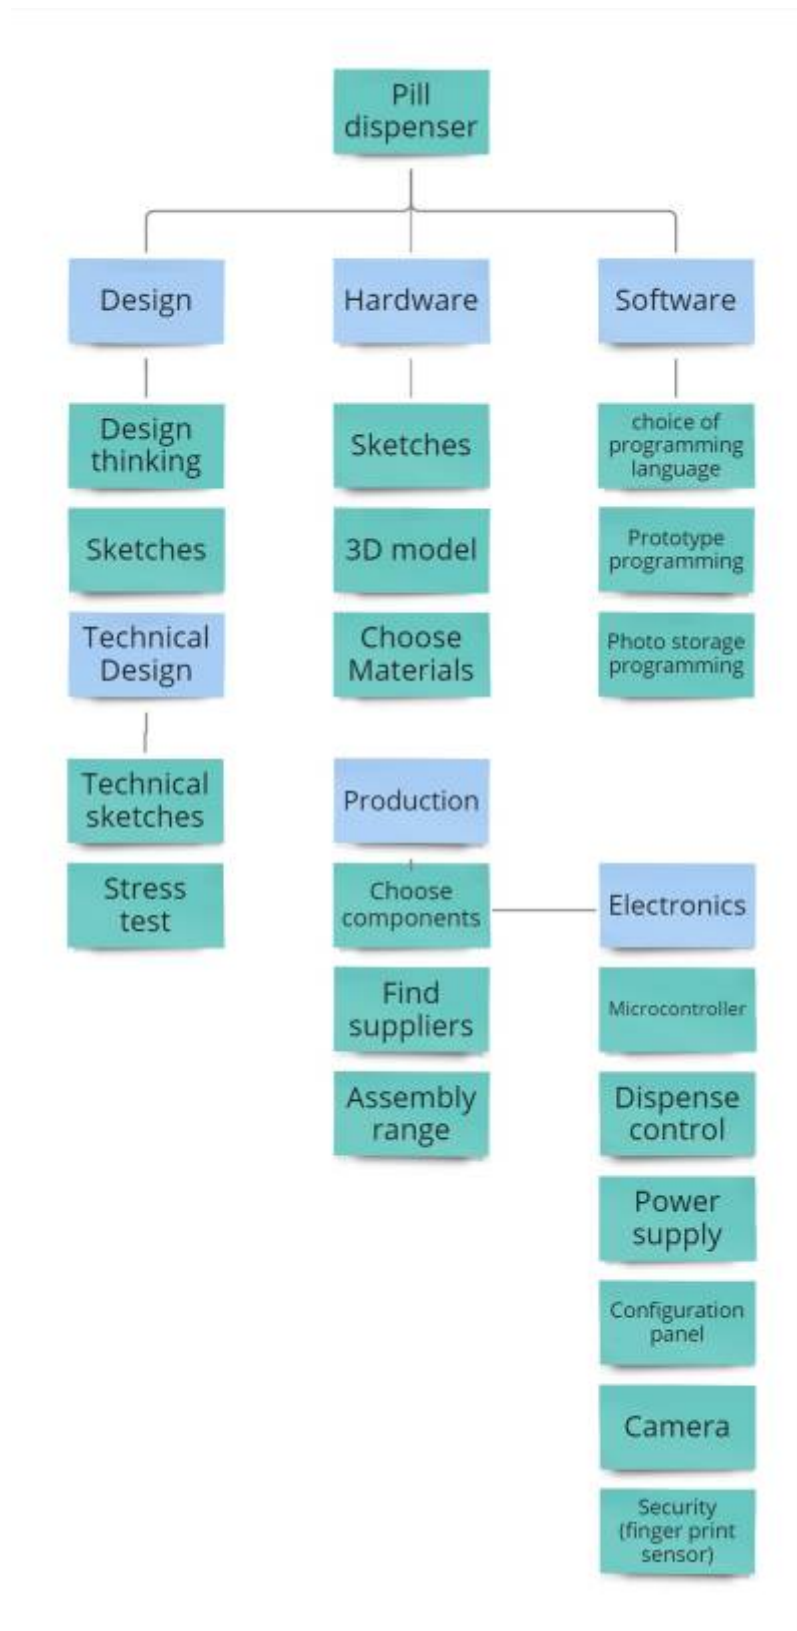 Pill
dispenser
Design
Hardware
Software
Design
thinking
Sketches
Technical
Design
Technical
sketches
Stress
test
Sketches
3D model
Choose
Materials
Production
Choose
components
Find
suppliers
Assembly
range
choice of
programming
language
Prototype
programming
Photo storage
programming
Electronics
Microcontroller
Dispense
control
Power
supply
Configuration
panel
Camera
Security
(finger print
sensor)